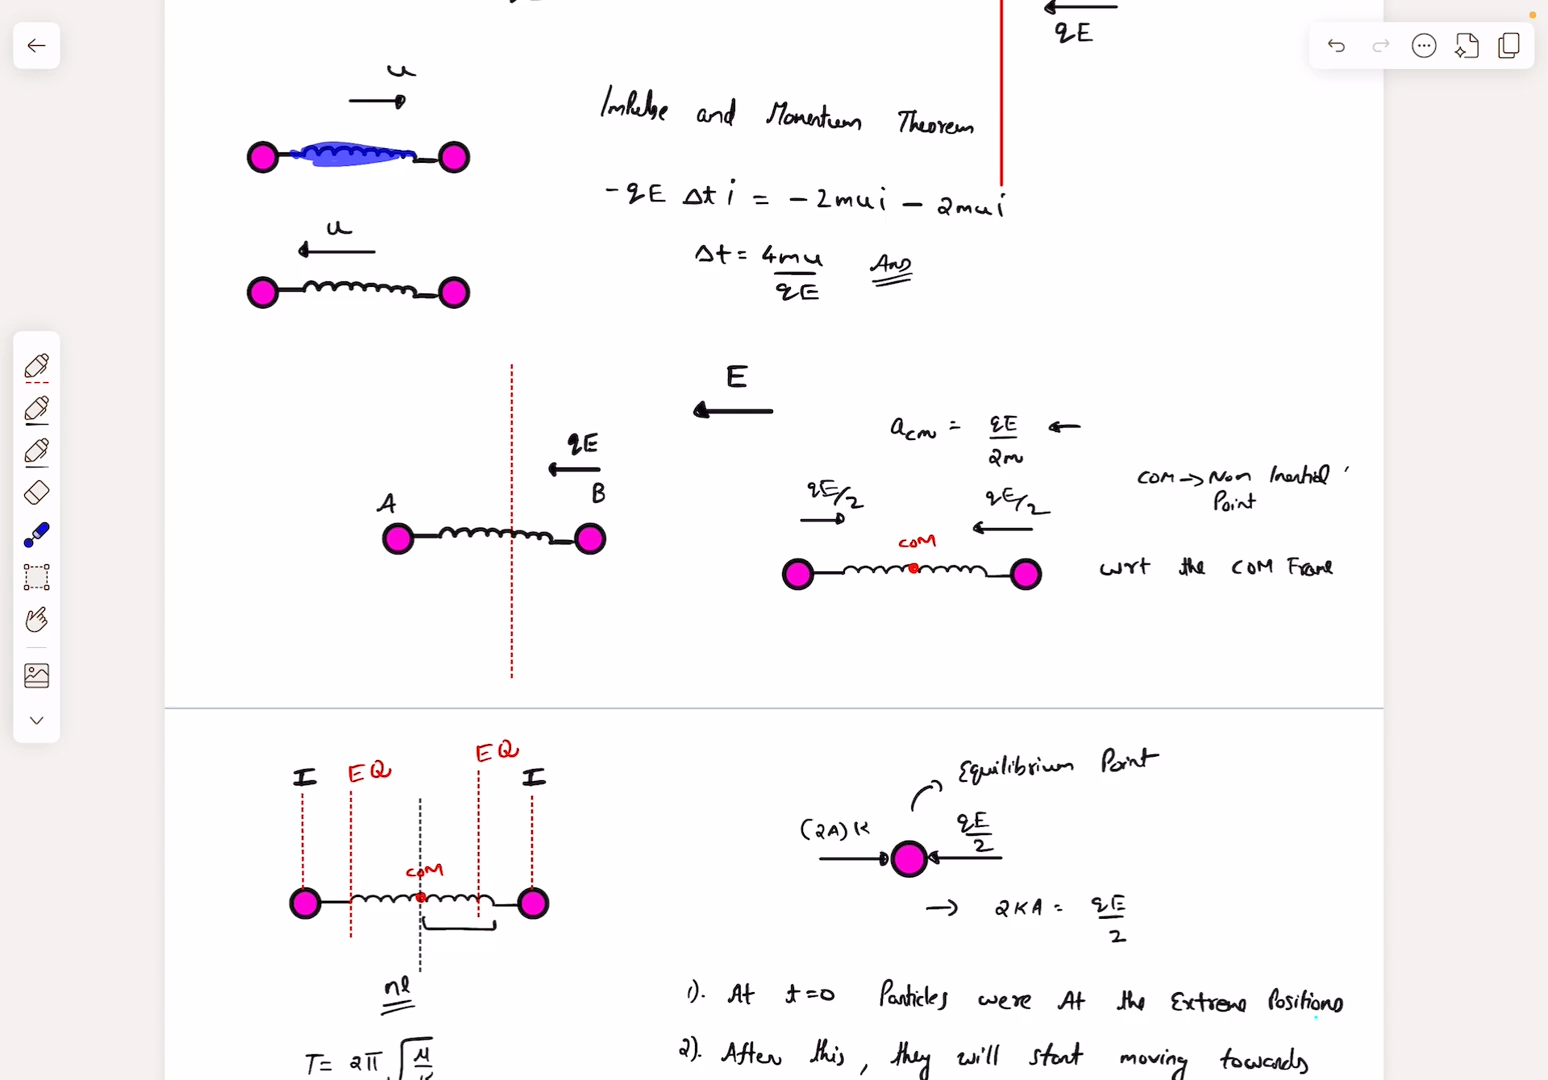 qE
u
Impulse and Momentum Theorem
-qE Δt i = - 2mu i - 2mu i
u
Δt = 4mu / qE Ans
E
a_cm = qE / 2m ←
qE
A B
COM → Non Inertial Point
qE/2 qE/2
COM
wrt the COM Frame
I EQ EQ I
COM
nl
T = 2π √ μ / K
Equilibrium Point
(2A) K qE / 2
→ 2KA = qE / 2
1). At t=0 Particles were At the Extreme Positions
2). After this, they will start moving towards